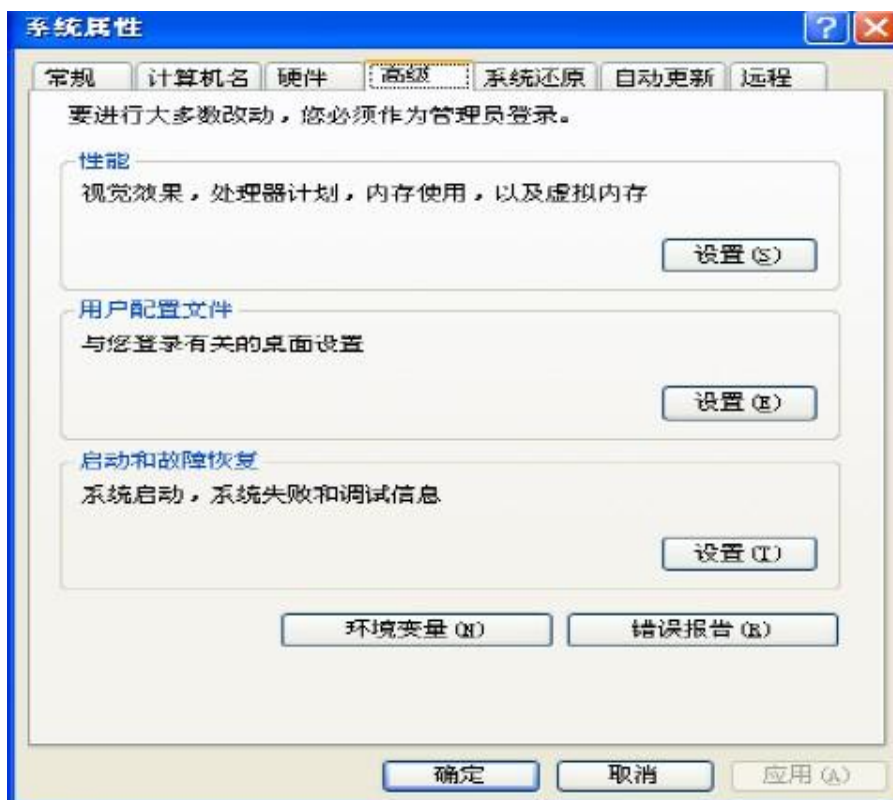 系统属性
常规 计算机名 硬件 高级 系统还原 自动更新 远程
要进行大多数改动，您必须作为管理员登录。
性能
视觉效果，处理器计划，内存使用，以及虚拟内存
设置(S)
用户配置文件
与您登录有关的桌面设置
设置(E)
启动和故障恢复
系统启动，系统失败和调试信息
设置(T)
环境变量(N) 错误报告(R)
确定 取消 应用(A)